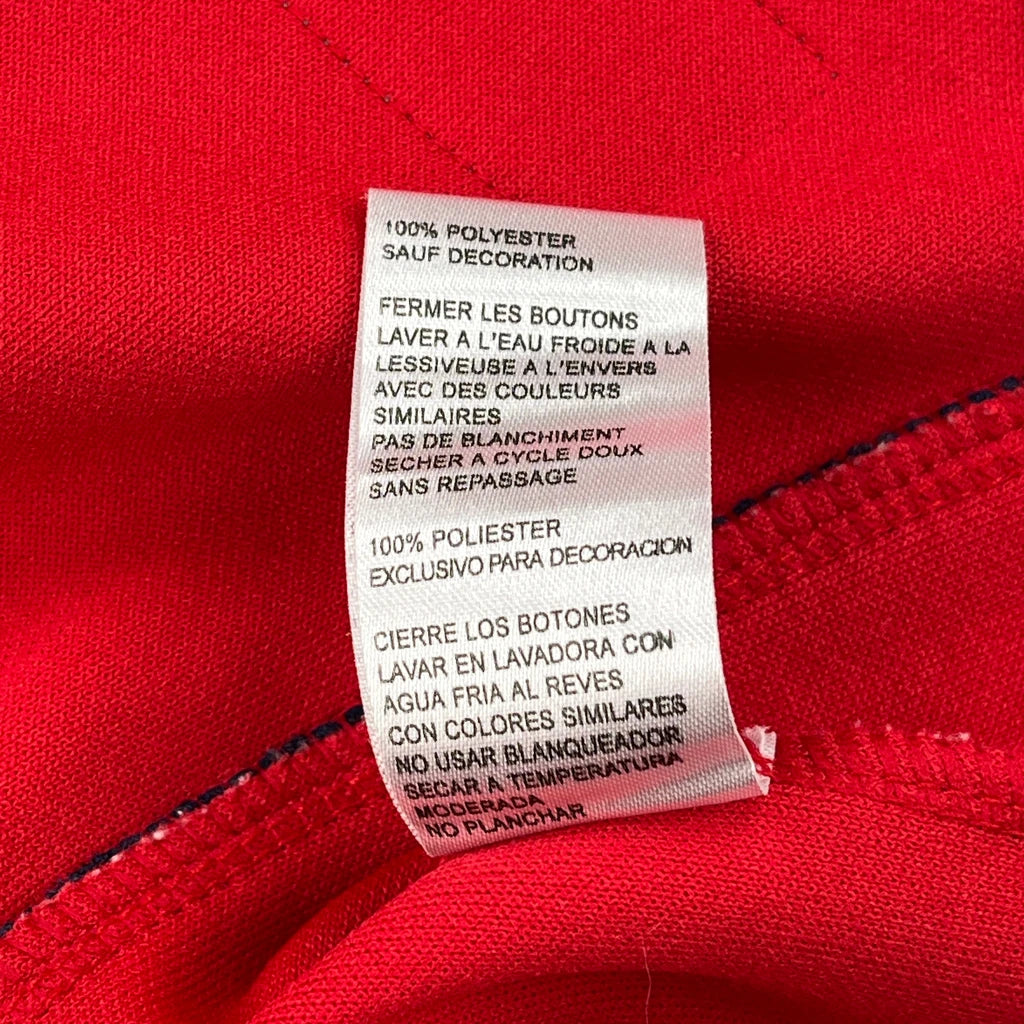 100% POLYESTER
SAUF DECORATION
FERMER LES BOUTONS
LAVER A L'EAU FROIDE A LA
LESSIVEUSE A L'ENVERS
AVEC DES COULEURS
SIMILAIRES
PAS DE BLANCHIMENT
SECHER A CYCLE DOUX
SANS REPASSAGE
100% POLIESTER
EXCLUSIVO PARA DECORACION
CIERRE LOS BOTONES
LAVAR EN LAVADORA CON
AGUA FRIA AL REVES
CON COLORES SIMILARES
NO USAR BLANQUEADOR
SECAR A TEMPERATURA
MODERADA
NO PLANCHAR